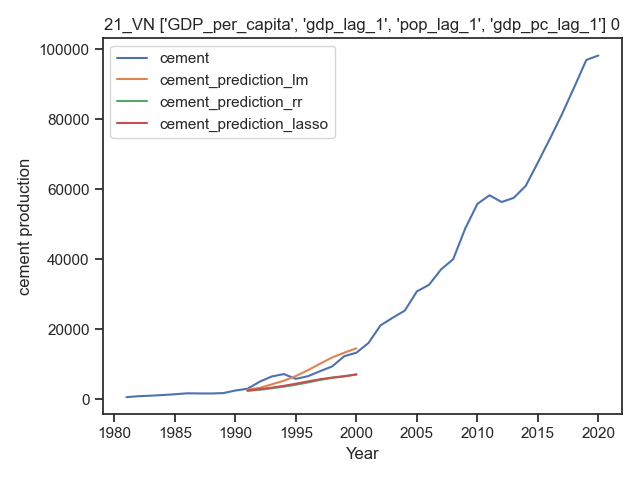 21_VN ['GDP_per_capita', 'gdp_lag_1', 'pop_lag_1', 'gdp_pc_lag_1'] 0
cement
cement_prediction_lm
cement_prediction_rr
cement_prediction_lasso
100000
80000
60000
40000
20000
0
cement production
1980 1985 1990 1995 2000 2005 2010 2015 2020
Year